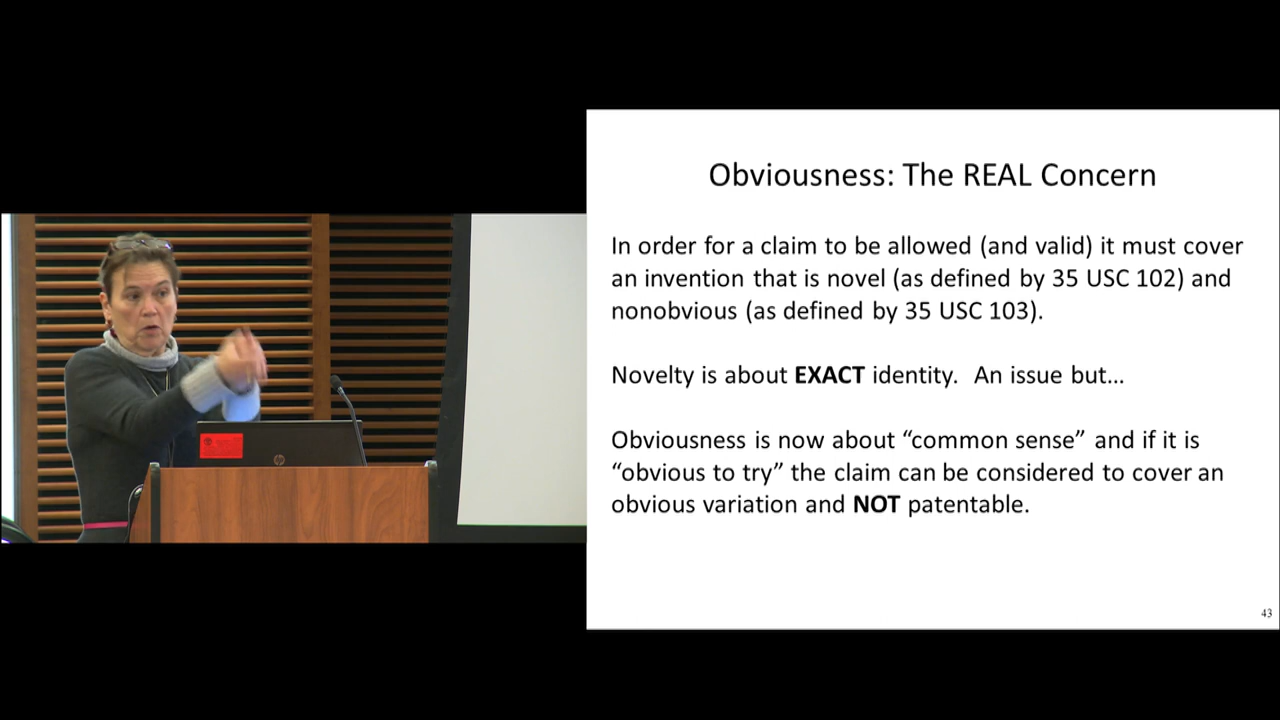 Obviousness: The REAL Concern
In order for a claim to be allowed (and valid) it must cover
an invention that is novel (as defined by 35 USC 102) and
nonobvious (as defined by 35 USC 103).
Novelty is about EXACT identity.  An issue but...
Obviousness is now about “common sense” and if it is
“obvious to try” the claim can be considered to cover an
obvious variation and NOT patentable.
43
hp